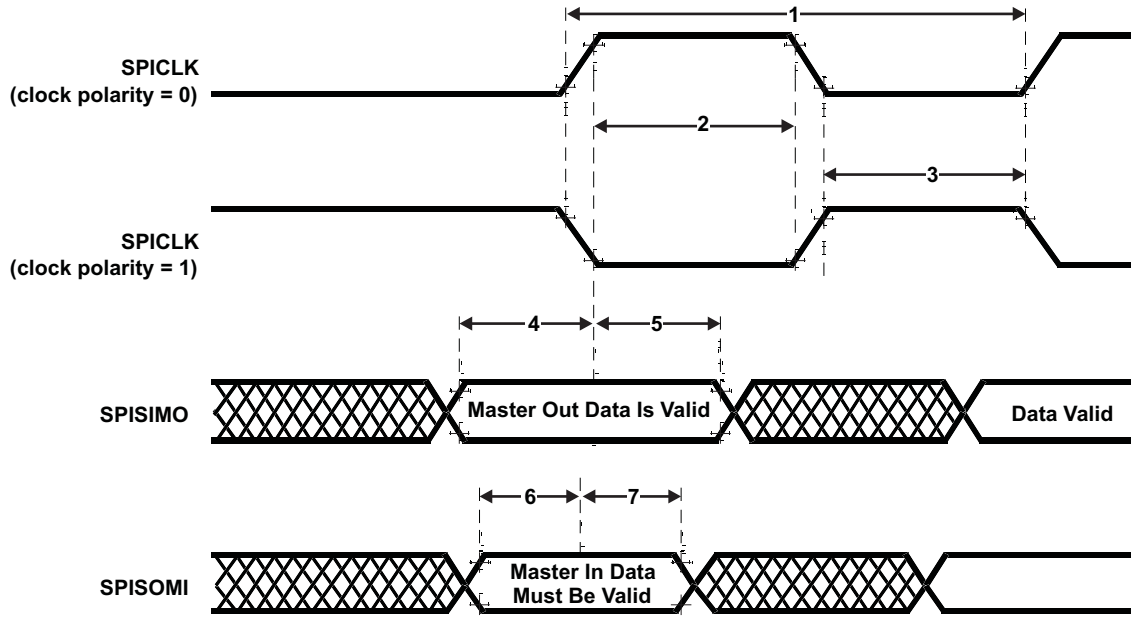 1
SPICLK
(clock polarity = 0)
2
3
SPICLK
(clock polarity = 1)
4
5
SPISIMO
Master Out Data Is Valid
Data Valid
6
7
SPISOMI
Master In Data
Must Be Valid